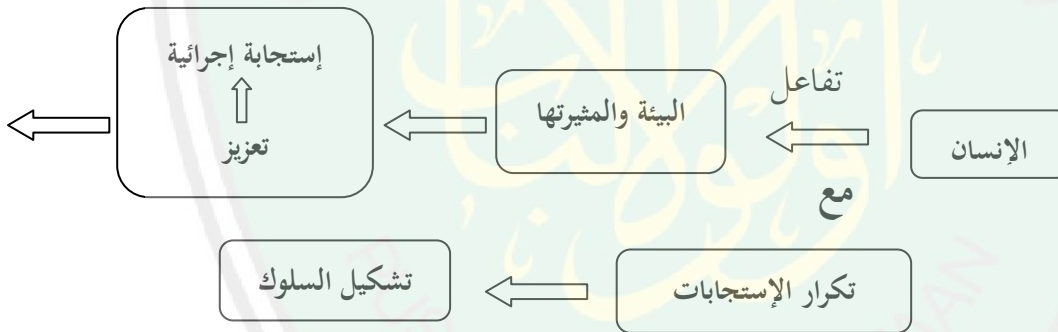 الإنسان
تفاعل
مع
البيئة والمثيرتها
إستجابة إجرائية
تعزيز
تكرار الإستجابات
تشكيل السلوك